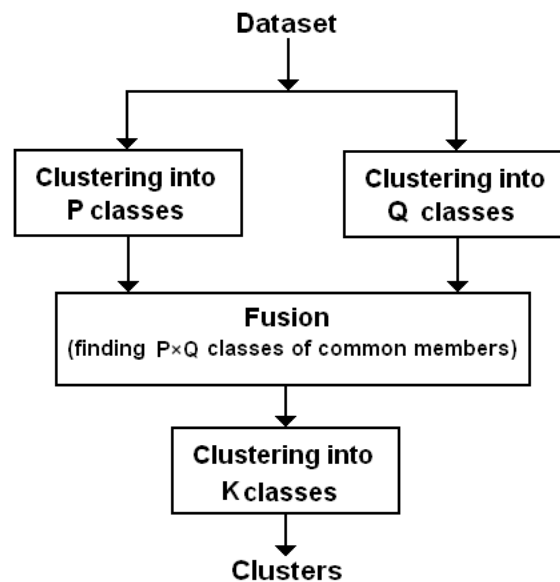 Dataset
Clustering into
P classes
Clustering into
Q classes
Fusion
(finding P×Q classes of common members)
Clustering into
K classes
Clusters